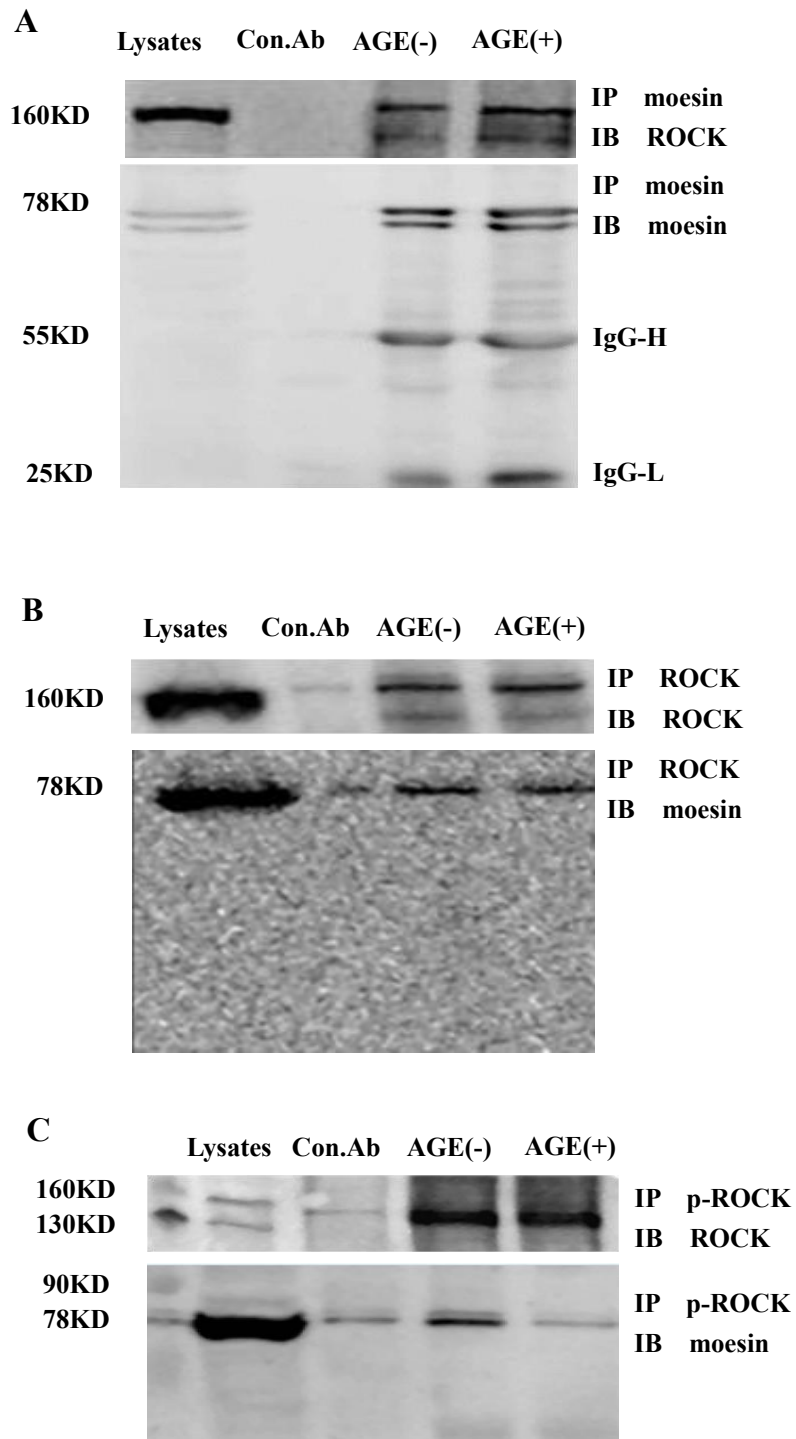 A
Lysates Con.Ab AGE(-) AGE(+)
160KD
IP moesin
IB ROCK
78KD
IP moesin
IB moesin
55KD
IgG-H
25KD
IgG-L
B
Lysates Con.Ab AGE(-) AGE(+)
160KD
IP ROCK
IB ROCK
78KD
IP ROCK
IB moesin
C
Lysates Con.Ab AGE(-) AGE(+)
160KD
IP p-ROCK
130KD
IB ROCK
90KD
IP p-ROCK
78KD
IB moesin